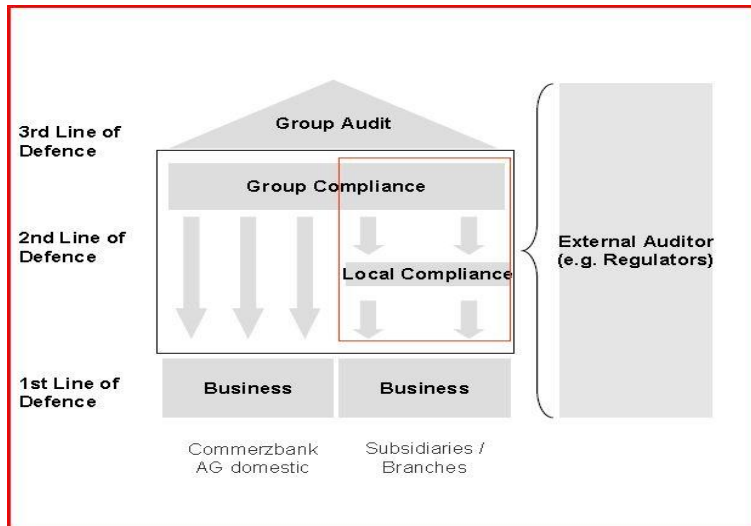 Group Audit
3rd Line of
Defence
Group Compliance
2nd Line of
Defence
Local Compliance
External Auditor
(e.g. Regulators)
1st Line of
Defence
Business
Business
Commerzbank
AG domestic
Subsidiaries /
Branches